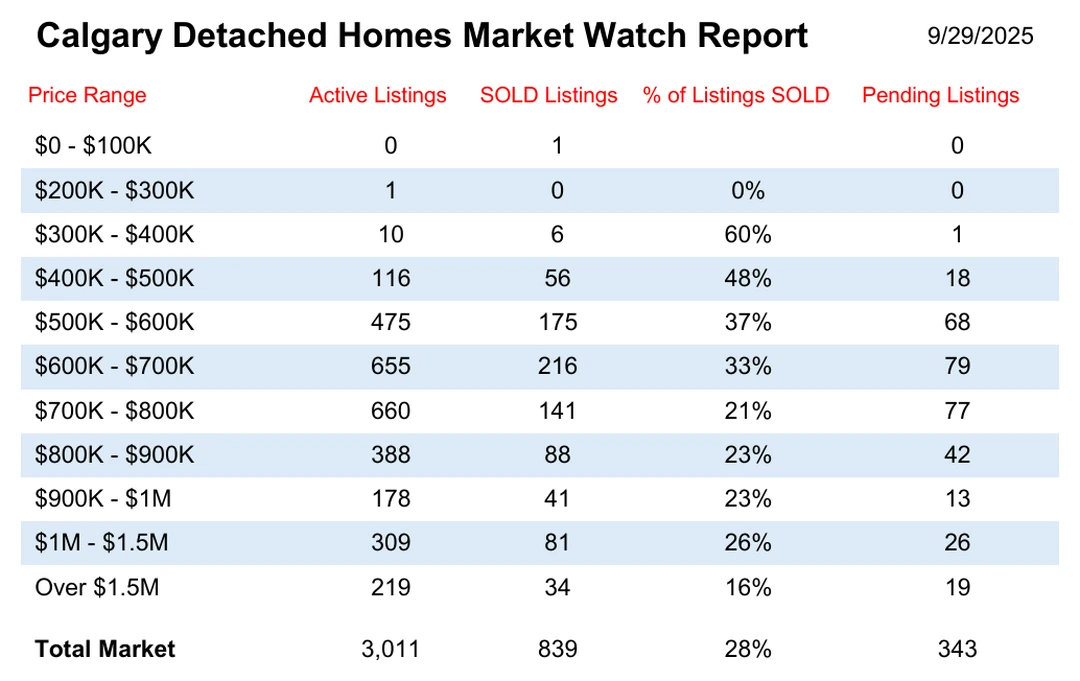 Calgary Detached Homes Market Watch Report 9/29/2025
Price Range Active Listings SOLD Listings % of Listings SOLD Pending Listings
$0 - $100K 0 1 0
$200K - $300K 1 0 0% 0
$300K - $400K 10 6 60% 1
$400K - $500K 116 56 48% 18
$500K - $600K 475 175 37% 68
$600K - $700K 655 216 33% 79
$700K - $800K 660 141 21% 77
$800K - $900K 388 88 23% 42
$900K - $1M 178 41 23% 13
$1M - $1.5M 309 81 26% 26
Over $1.5M 219 34 16% 19
Total Market 3,011 839 28% 343